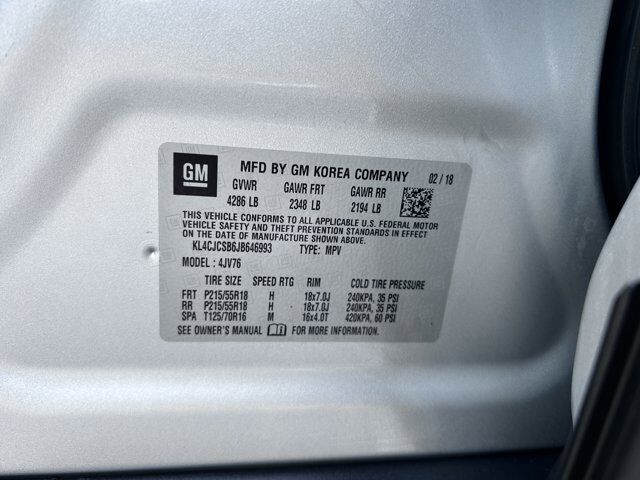 GM MFD BY GM KOREA COMPANY 02 / 18
GVWR GAWR FRT GAWR RR
4286 LB 2348 LB 2194 LB
THIS VEHICLE CONFORMS TO ALL APPLICABLE U.S. FEDERAL MOTOR
VEHICLE SAFETY AND THEFT PREVENTION STANDARDS IN EFFECT
ON THE DATE OF MANUFACTURE SHOWN ABOVE.
KL4CJCSB6JB646993 TYPE: MPV
MODEL : 4JV76
TIRE SIZE SPEED RTG RIM COLD TIRE PRESSURE
FRT P215/55R18 H 18x7.0J 240KPA, 35 PSI
RR P215/55R18 H 18x7.0J 240KPA, 35 PSI
SPA T125/70R16 M 16x4.0T 420KPA, 60 PSI
SEE OWNER'S MANUAL FOR MORE INFORMATION.